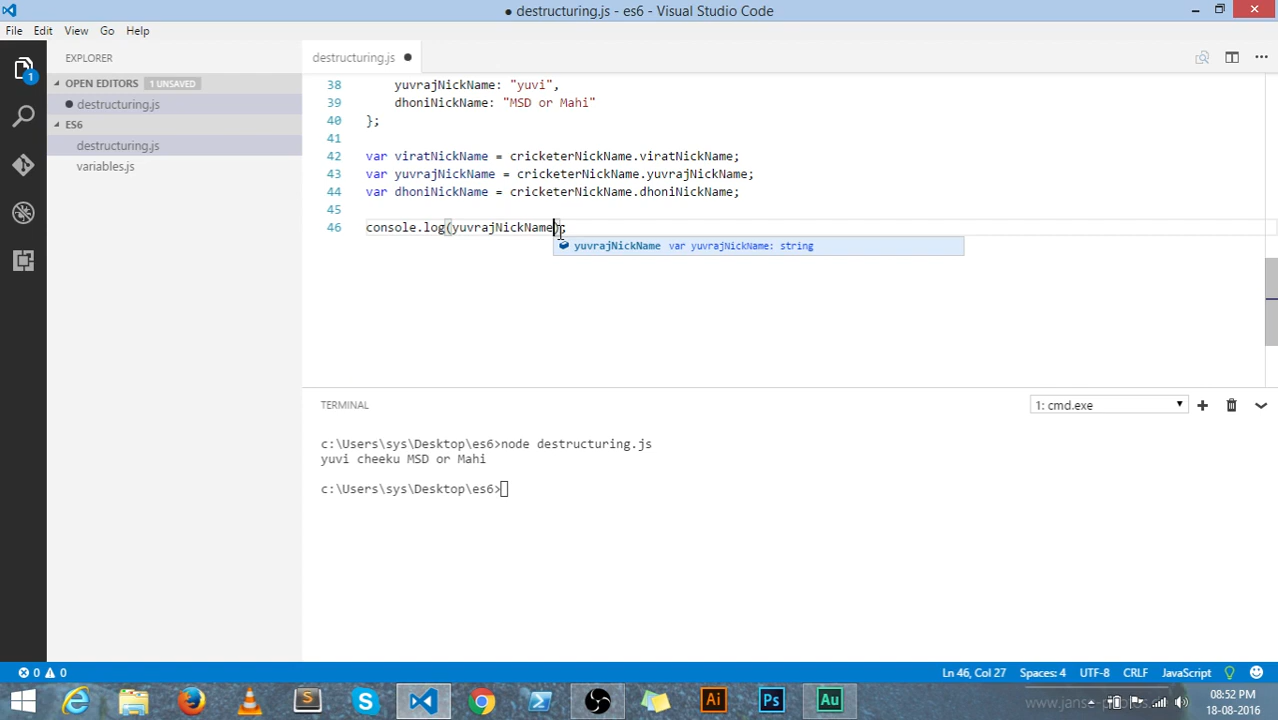 ● destructuring.js - es6 - Visual Studio Code
File Edit View Go Help
EXPLORER
OPEN EDITORS 1 UNSAVED
● destructuring.js
ES6
destructuring.js
variables.js
1
destructuring.js ●
38 yuvrajNickName: "yuvi",
39 dhoniNickName: "MSD or Mahi"
40 };
41
42 var viratNickName = cricketerNickName.viratNickName;
43 var yuvrajNickName = cricketerNickName.yuvrajNickName;
44 var dhoniNickName = cricketerNickName.dhoniNickName;
45
46 console.log(yuvrajNickName);
yuvrajNickName var yuvrajNickName: string
TERMINAL
1: cmd.exe
c:\Users\sys\Desktop\es6>node destructuring.js
yuvi cheeku MSD or Mahi
c:\Users\sys\Desktop\es6>
0 0
Ln 46, Col 27 Spaces: 4 UTF-8 CRLF JavaScript
S
S
Ai
Ps
Au
08:52 PM
18-08-2016